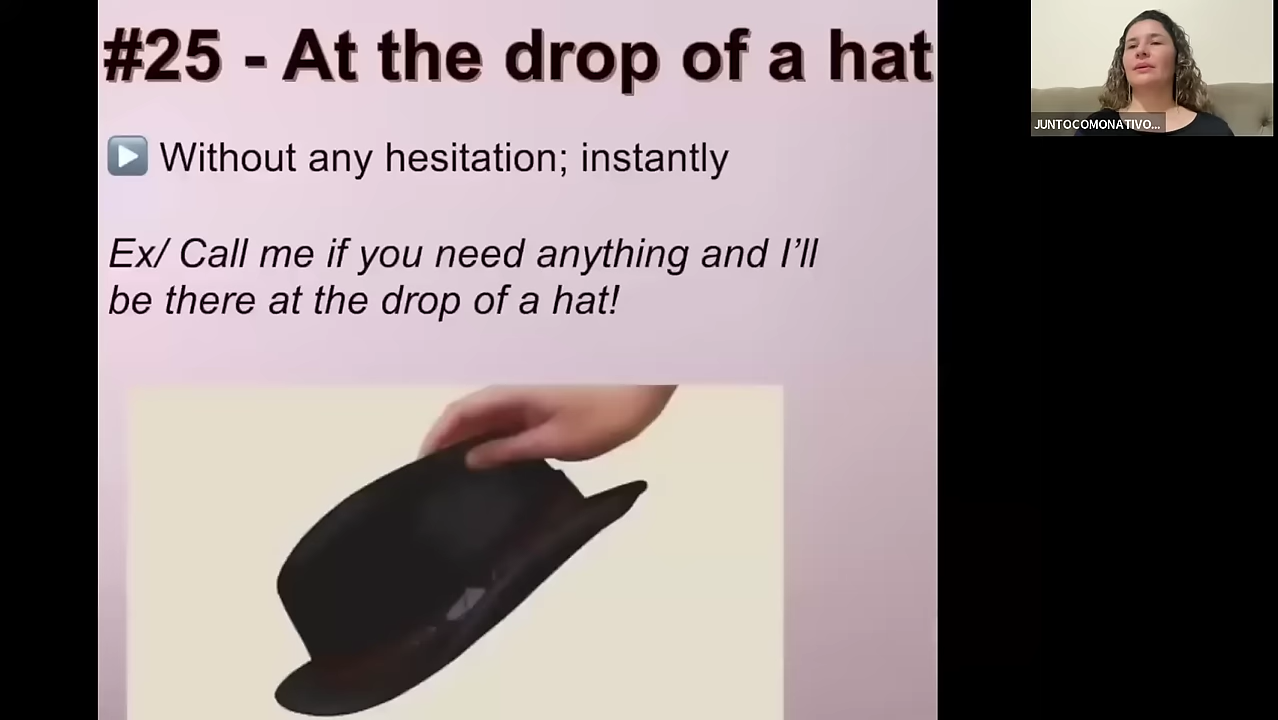 #25 - At the drop of a hat
Without any hesitation; instantly
Ex/ Call me if you need anything and I’ll
be there at the drop of a hat!
JUNTOCOMONATIVO...